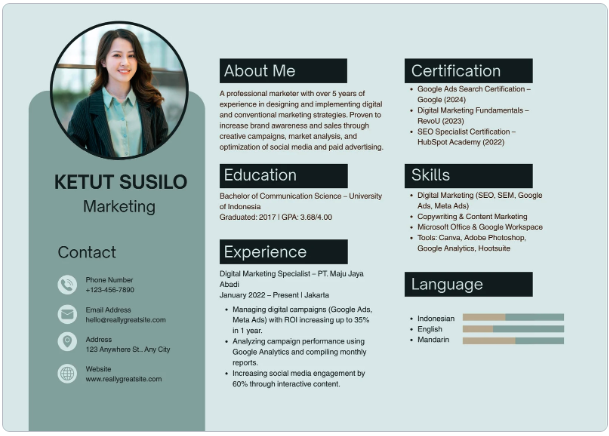 KETUT SUSILO
Marketing
Contact
Phone Number
+123-456-7890
Email Address
hello@reallygreatsite.com
Address
123 Anywhere St., Any City
Website
www.reallygreatsite.com
About Me
A professional marketer with over 5 years of
experience in designing and implementing digital
and conventional marketing strategies. Proven to
increase brand awareness and sales through
creative campaigns, market analysis, and
optimization of social media and paid advertising.
Education
Bachelor of Communication Science – University
of Indonesia
Graduated: 2017 | GPA: 3.68/4.00
Experience
Digital Marketing Specialist – PT. Maju Jaya
Abadi
January 2022 – Present | Jakarta
• Managing digital campaigns (Google Ads,
Meta Ads) with ROI increasing up to 35%
in 1 year.
• Analyzing campaign performance using
Google Analytics and compiling monthly
reports.
• Increasing social media engagement by
60% through interactive content.
Certification
• Google Ads Search Certification –
Google (2024)
• Digital Marketing Fundamentals –
RevoU (2023)
• SEO Specialist Certification –
HubSpot Academy (2022)
Skills
• Digital Marketing (SEO, SEM, Google
Ads, Meta Ads)
• Copywriting & Content Marketing
• Microsoft Office & Google Workspace
• Tools: Canva, Adobe Photoshop,
Google Analytics, Hootsuite
Language
• Indonesian
• English
• Mandarin